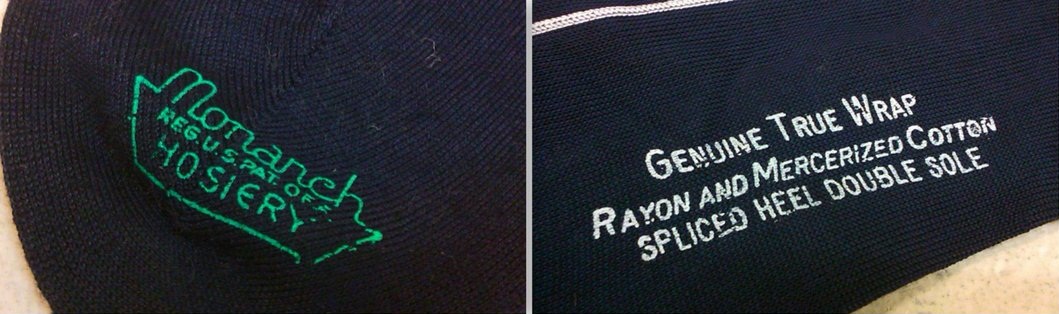 Monarch
REG U.S. PAT. OFF.
HOSIERY
GENUINE TRUE WRAP
RAYON AND MERCERIZED COTTON
SPLICED HEEL DOUBLE SOLE